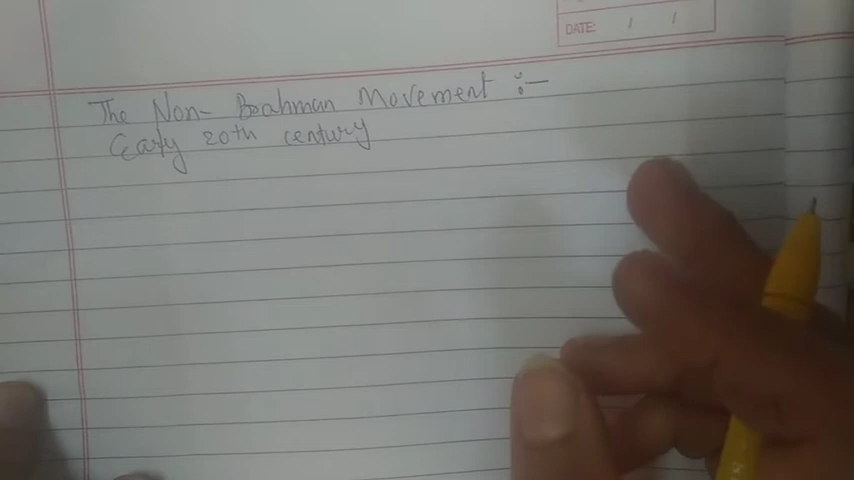 DATE: / /
The Non- Brahman Movement :-
Early 20th century